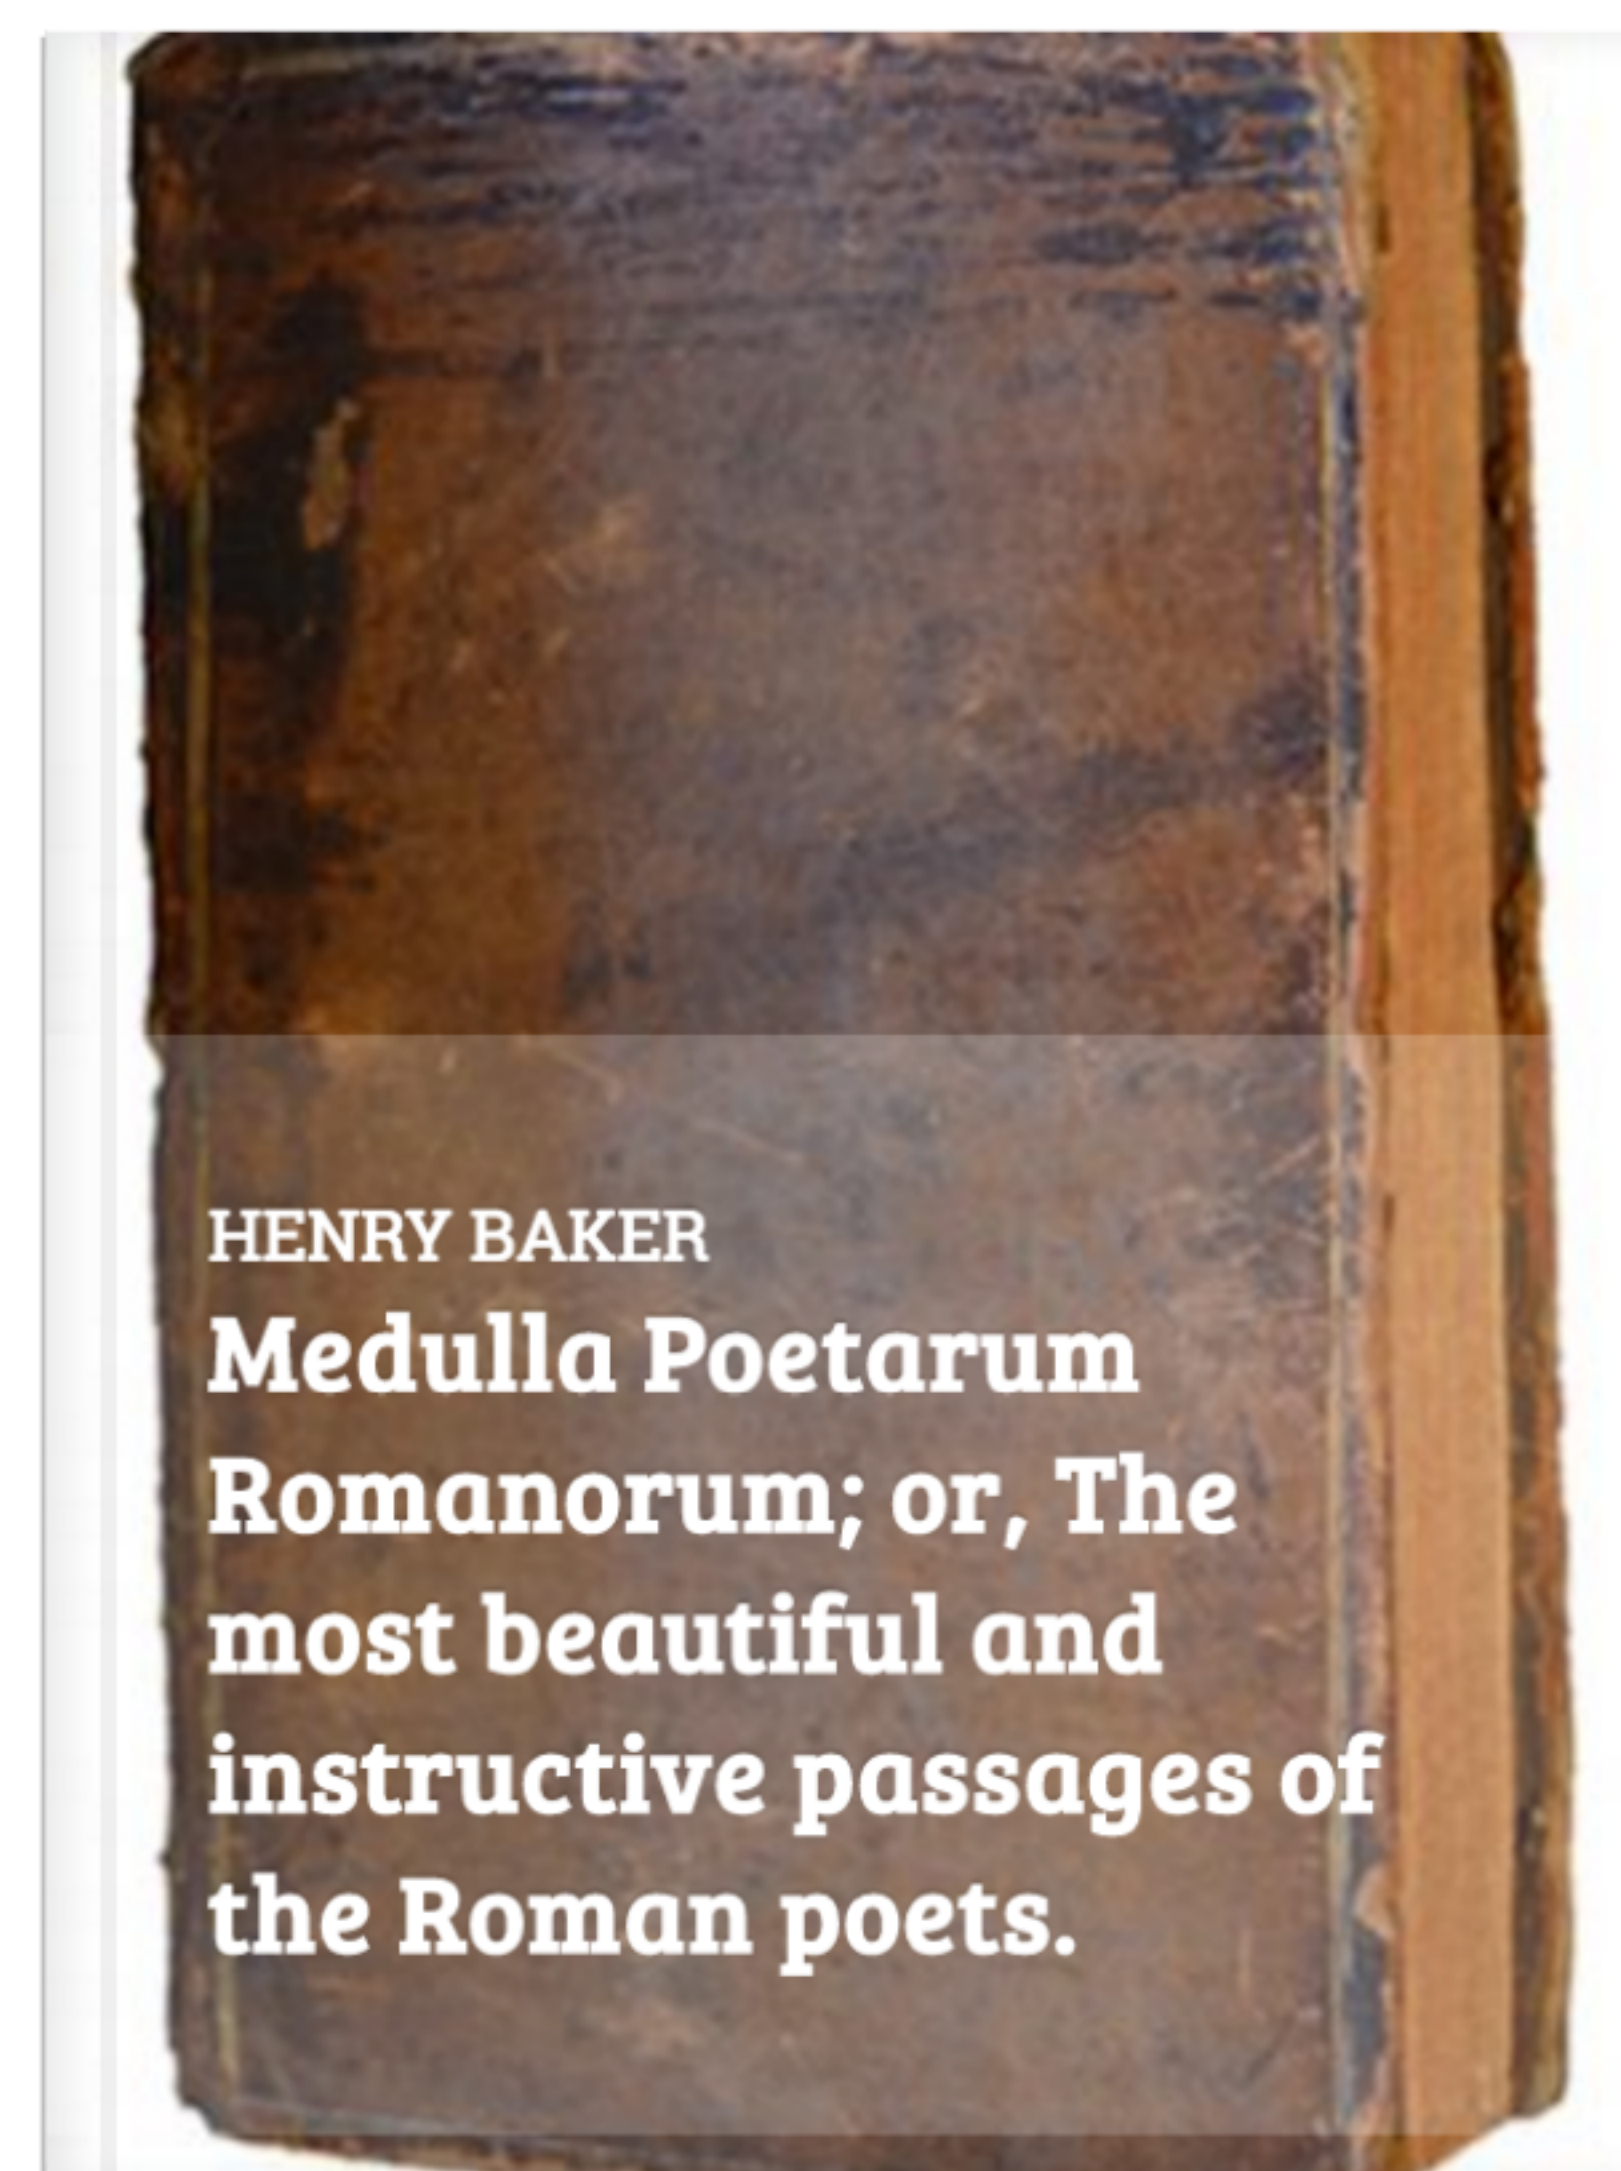 HENRY BAKER
Medulla Poetarum
Romanorum; or, The
most beautiful and
instructive passages of
the Roman poets.